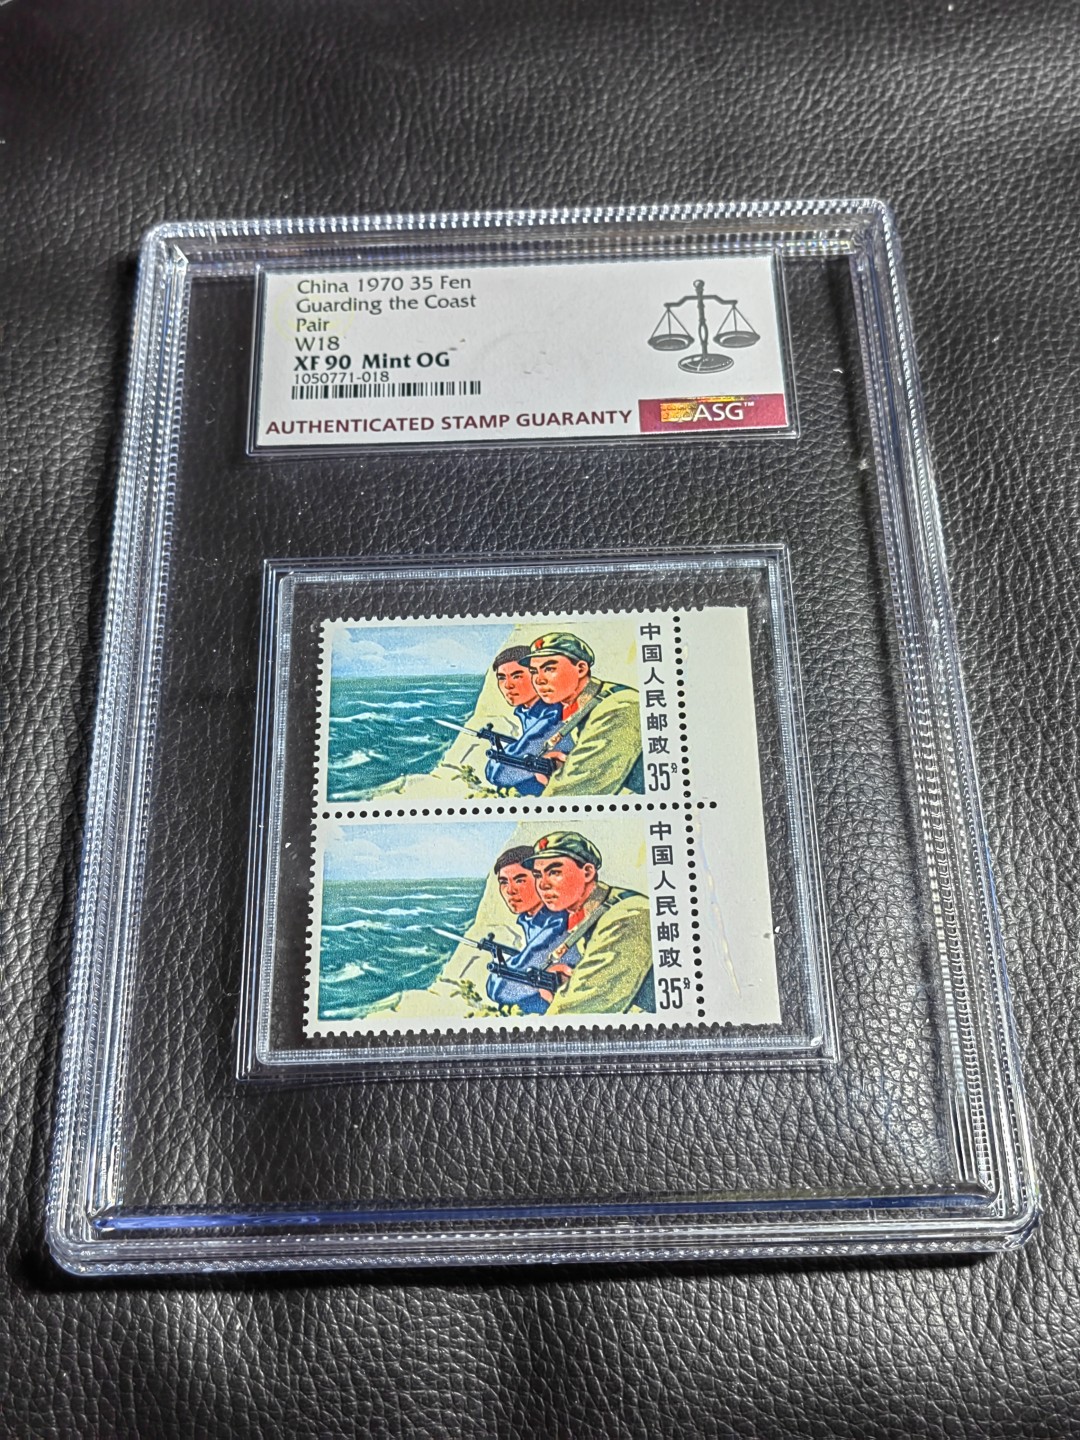 China 1970 35 Fen
Guarding the Coast
Pair
W18
XF 90 Mint OG
1050771-018
AUTHENTICATED STAMP GUARANTY
ASG™
中国人民邮政
35分
中国人民邮政
35分